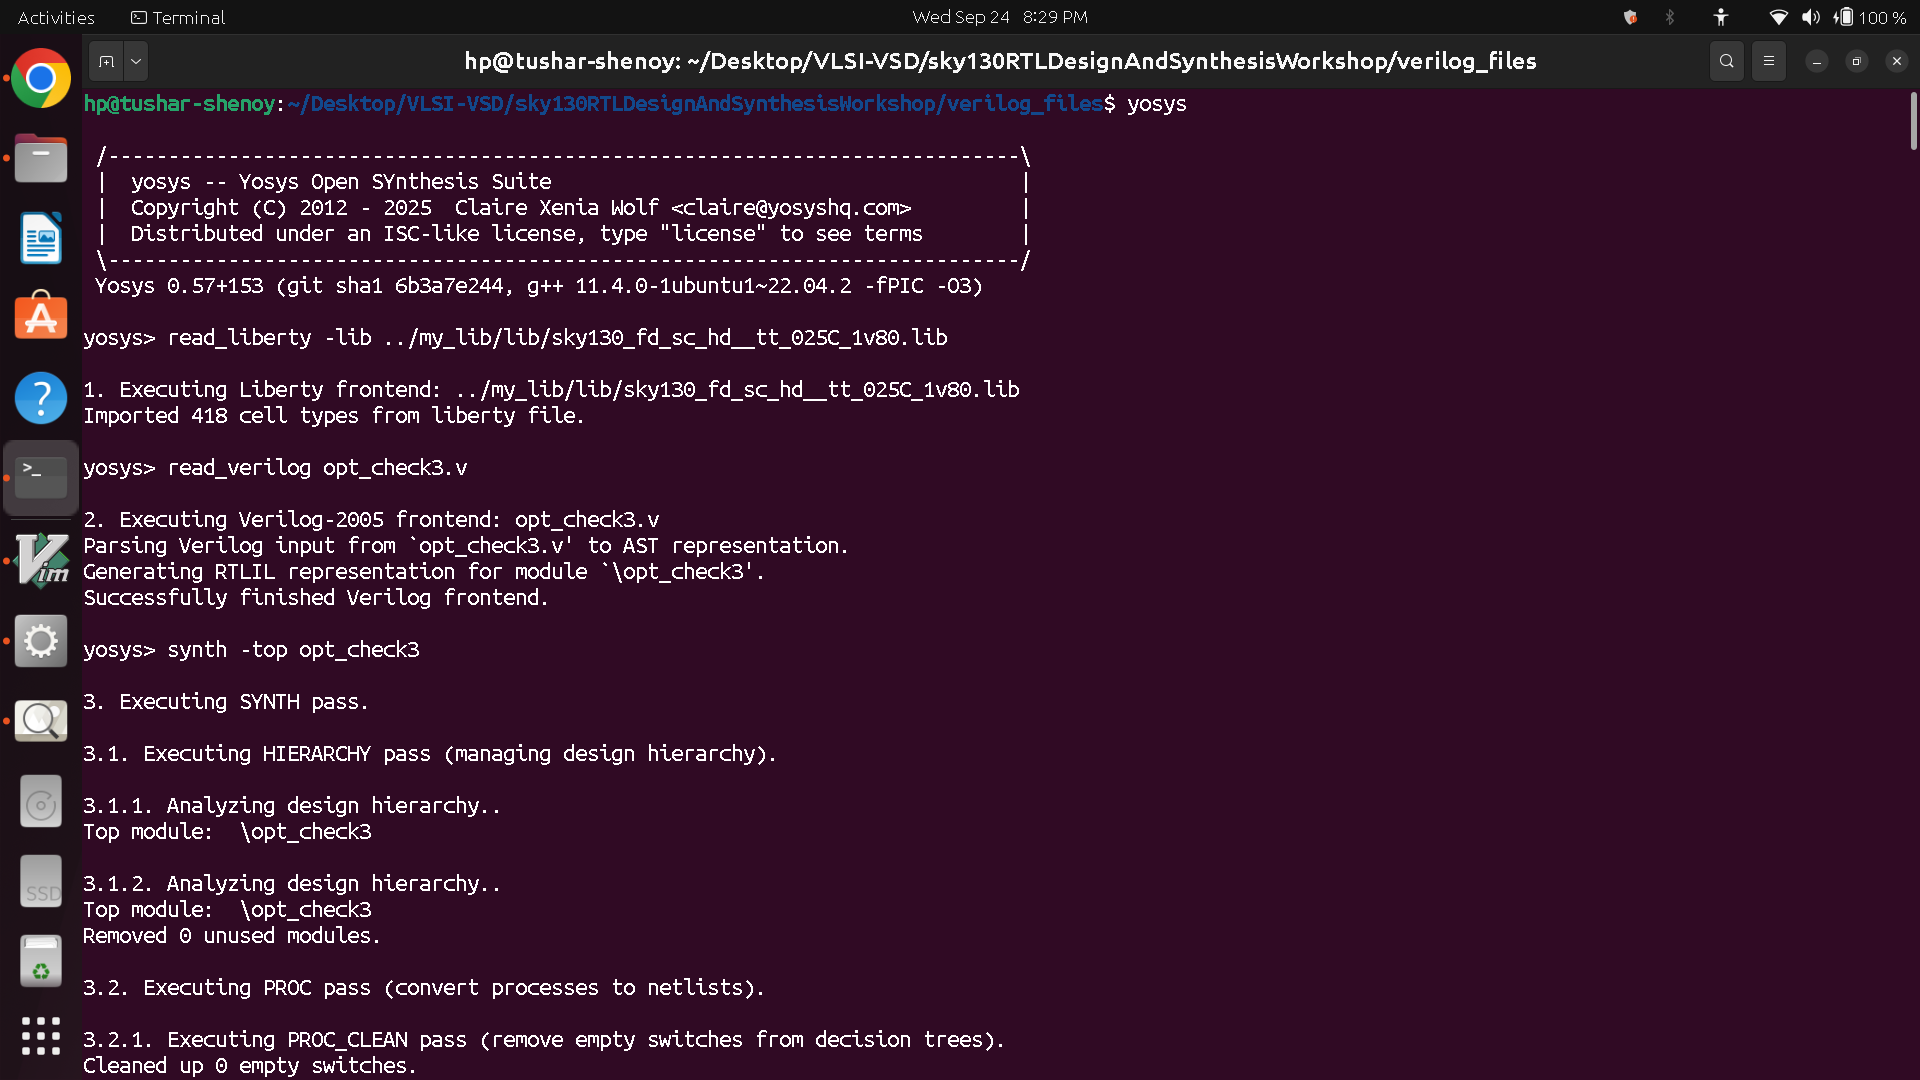 Activities
Terminal
Wed Sep 24 8:29 PM
100 %
hp@tushar-shenoy: ~/Desktop/VLSI-VSD/sky130RTLDesignAndSynthesisWorkshop/verilog_files
hp@tushar-shenoy:~/Desktop/VLSI-VSD/sky130RTLDesignAndSynthesisWorkshop/verilog_files$ yosys
/----------------------------------------------------------------------------\
| yosys -- Yosys Open SYnthesis Suite |
| Copyright (C) 2012 - 2025 Claire Xenia Wolf <claire@yosyshq.com> |
| Distributed under an ISC-like license, type "license" to see terms |
\----------------------------------------------------------------------------/
Yosys 0.57+153 (git sha1 6b3a7e244, g++ 11.4.0-1ubuntu1~22.04.2 -fPIC -O3)
yosys> read_liberty -lib ../my_lib/lib/sky130_fd_sc_hd__tt_025C_1v80.lib
1. Executing Liberty frontend: ../my_lib/lib/sky130_fd_sc_hd__tt_025C_1v80.lib
Imported 418 cell types from liberty file.
yosys> read_verilog opt_check3.v
2. Executing Verilog-2005 frontend: opt_check3.v
Parsing Verilog input from `opt_check3.v' to AST representation.
Generating RTLIL representation for module `\opt_check3'.
Successfully finished Verilog frontend.
yosys> synth -top opt_check3
3. Executing SYNTH pass.
3.1. Executing HIERARCHY pass (managing design hierarchy).
3.1.1. Analyzing design hierarchy..
Top module:  \opt_check3
3.1.2. Analyzing design hierarchy..
Top module:  \opt_check3
Removed 0 unused modules.
3.2. Executing PROC pass (convert processes to netlists).
3.2.1. Executing PROC_CLEAN pass (remove empty switches from decision trees).
Cleaned up 0 empty switches.
>_
Vim
SSD